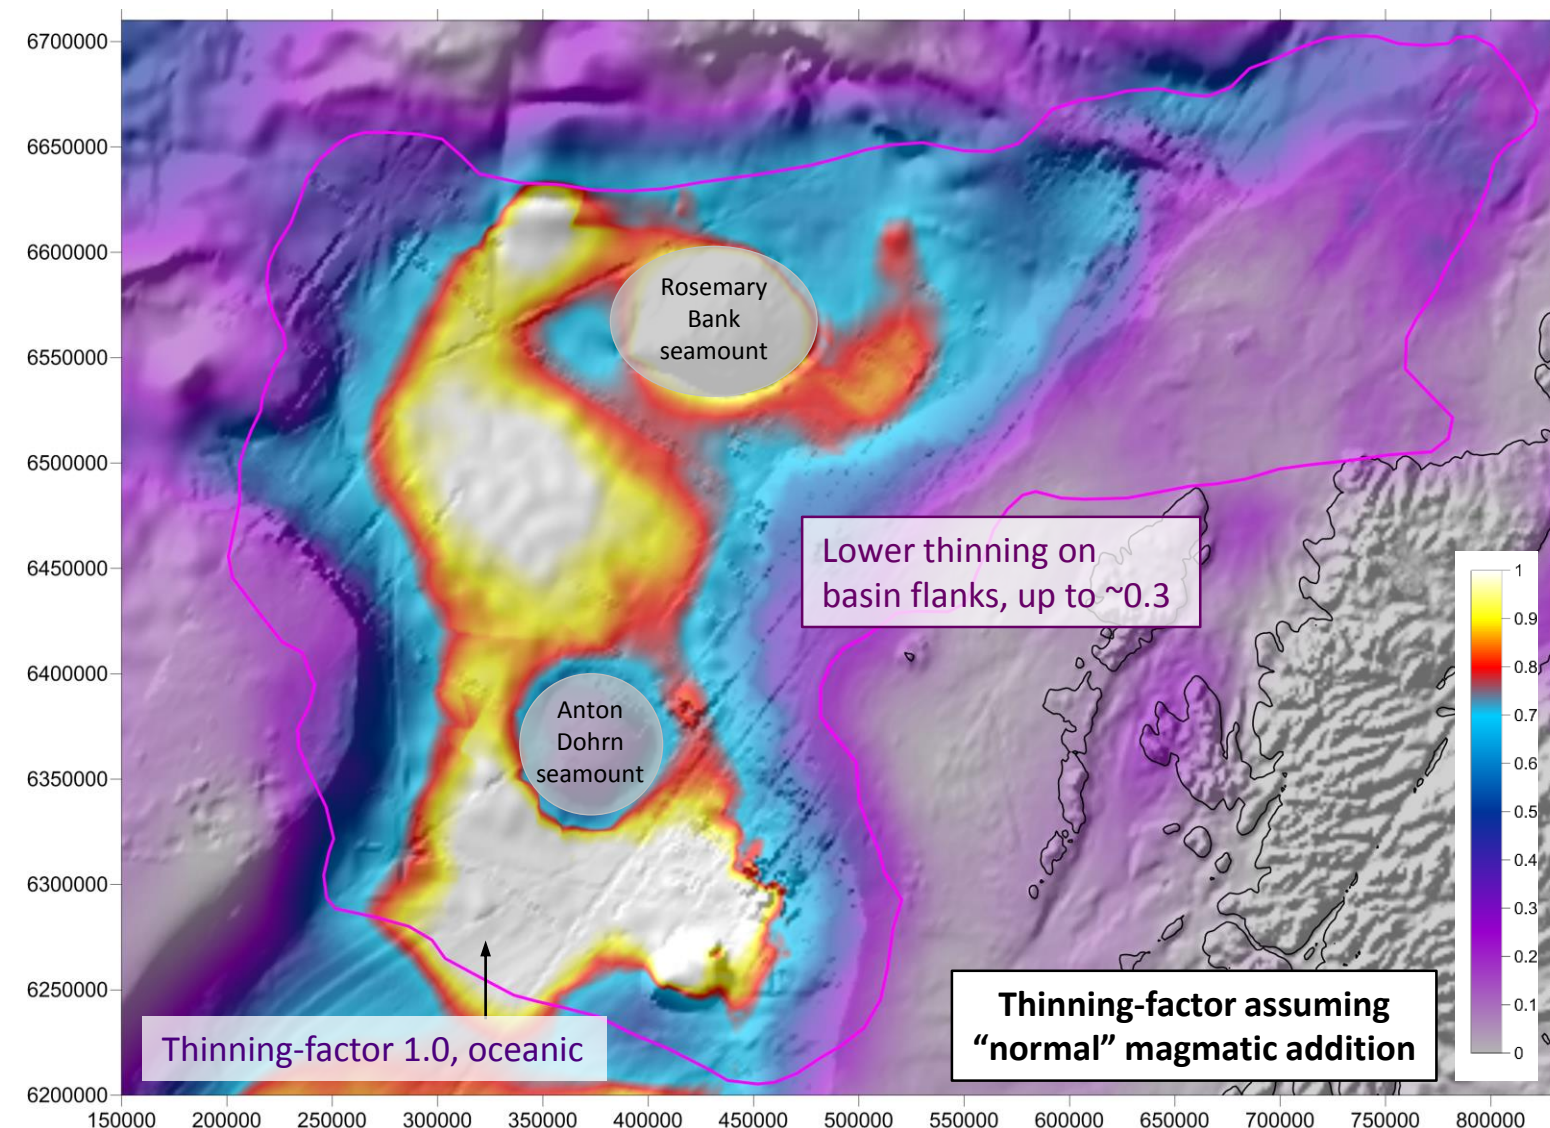 6700000
6650000
6600000
6550000
6500000
6450000
6400000
6350000
6300000
6250000
6200000
Rosemary
Bank
seamount
Lower thinning on
basin flanks, up to ~0.3
Anton
Dohrn
seamount
Thinning-factor 1.0, oceanic
Thinning-factor assuming
“normal” magmatic addition
1
0.9
0.8
0.7
0.6
0.5
0.4
0.3
0.2
0.1
0
150000 200000 250000 300000 350000 400000 450000 500000 550000 600000 650000 700000 750000 800000